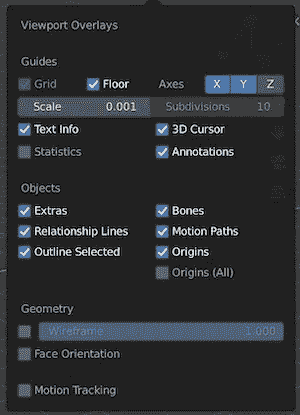 Viewport Overlays
Guides
Grid Floor Axes X Y Z
Scale 0.001 Subdivisions 10
Text Info 3D Cursor
Statistics Annotations
Objects
Extras Bones
Relationship Lines Motion Paths
Outline Selected Origins
Origins (All)
Geometry
Wireframe 1.000
Face Orientation
Motion Tracking